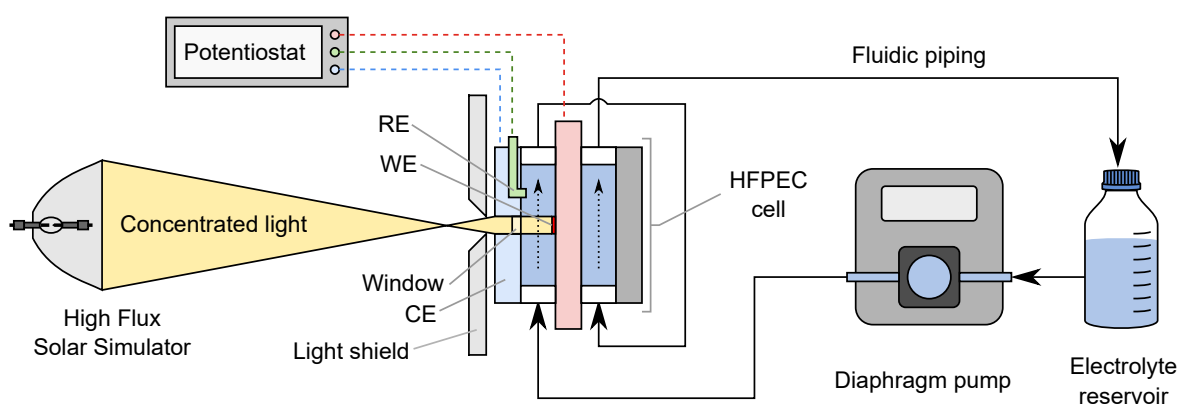 Potentiostat
Fluidic piping
RE
WE
HFPEC
cell
Concentrated light
Window
CE
High Flux
Solar Simulator
Light shield
Diaphragm pump
Electrolyte
reservoir